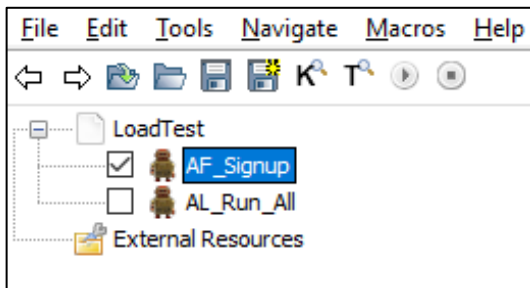 File Edit Tools Navigate Macros Help
K T
LoadTest
AF_Signup
AL_Run_All
External Resources